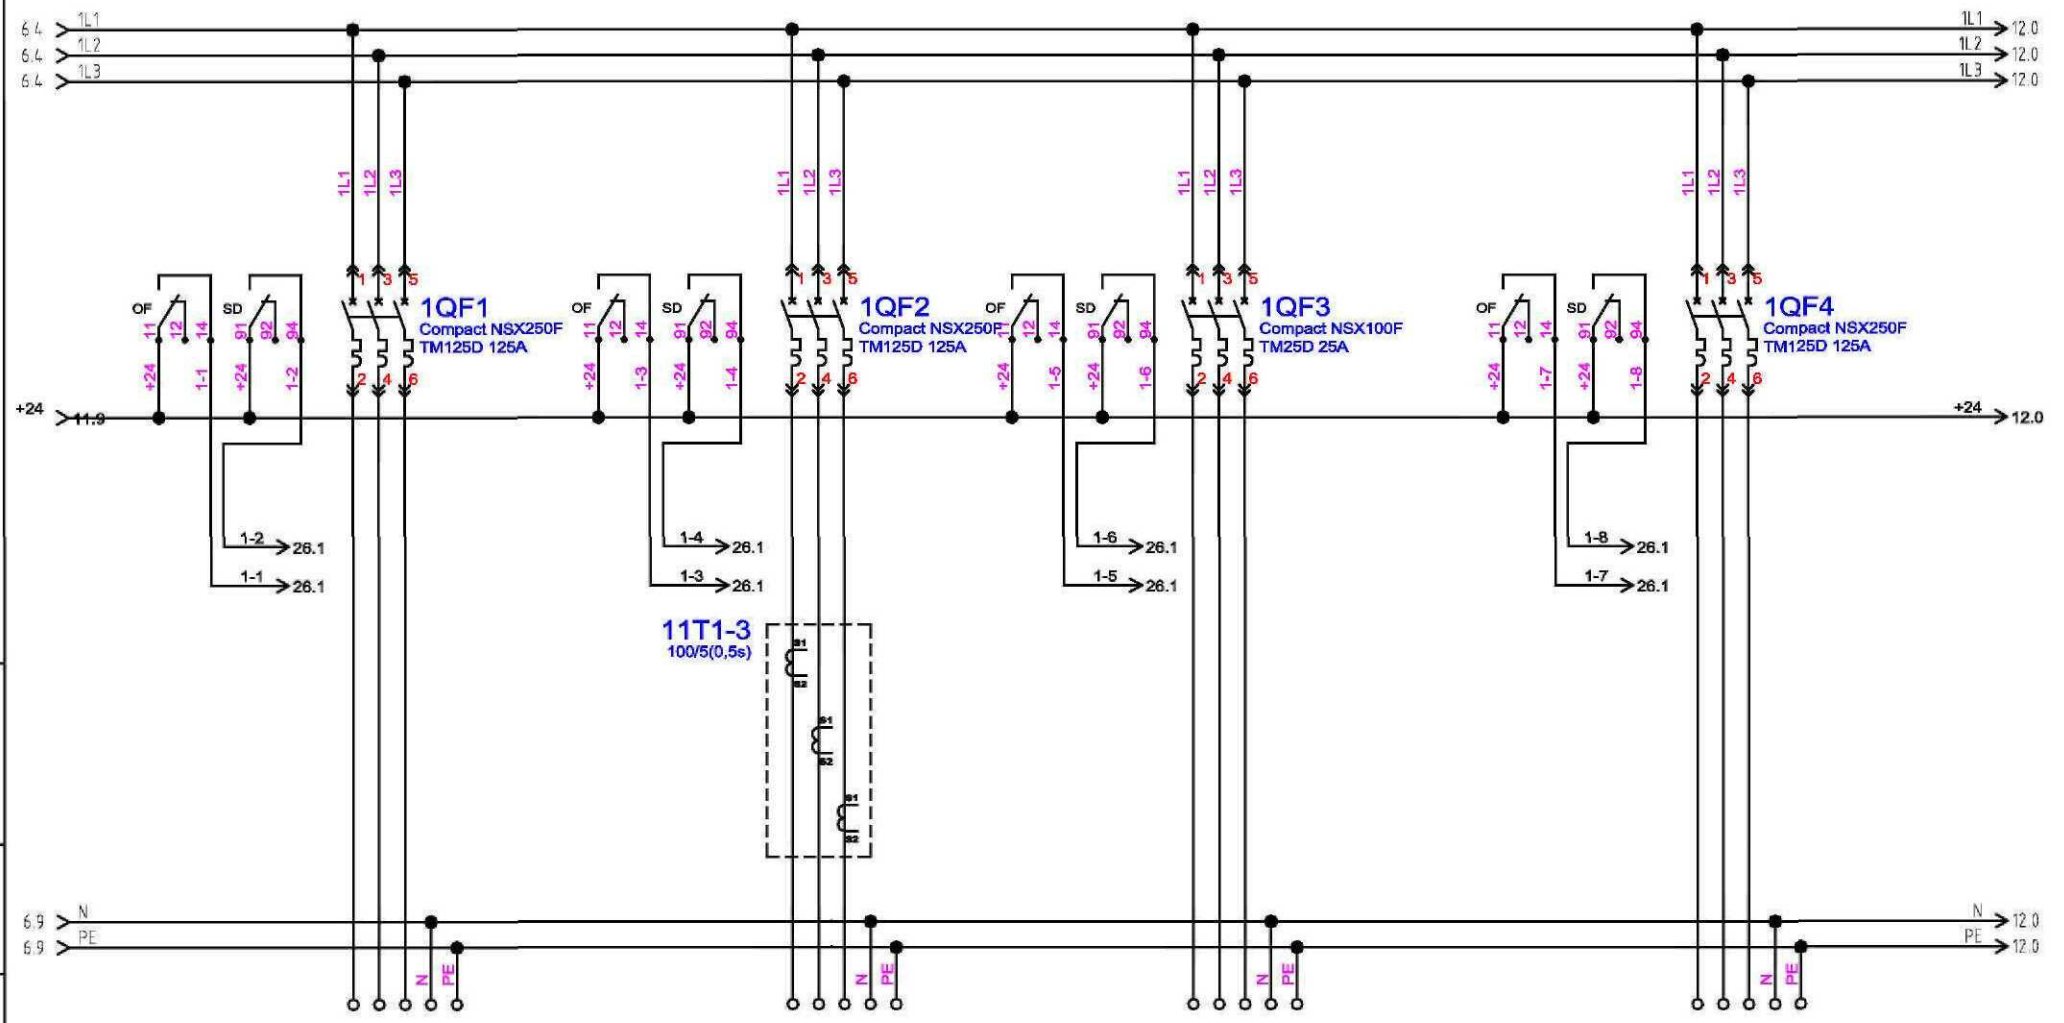 6.4 1L1 1L1 12.0
6.4 1L2 1L2 12.0
6.4 1L3 1L3 12.0
1L1 1L2 1L3 1L1 1L2 1L3 1L1 1L2 1L3 1L1 1L2 1L3
1 3 5 1 3 5 1 3 5 1 3 5
OF SD 1QF1 OF SD 1QF2 OF SD 1QF3 OF SD 1QF4
Compact NSX250F Compact NSX250F Compact NSX100F Compact NSX250F
11 12 14 91 92 94 11 12 14 91 92 94 11 12 14 91 92 94 11 12 14 91 92 94
TM125D 125A TM125D 125A TM25D 25A TM125D 125A
+24 1-1 +24 1-2 2 4 6 +24 1-3 +24 1-4 2 4 6 +24 1-5 +24 1-6 2 4 6 +24 1-7 +24 1-8 2 4 6
+24 11.9 +24 12.0
1-2 26.1 1-4 26.1 1-6 26.1 1-8 26.1
1-1 26.1 1-3 26.1 1-5 26.1 1-7 26.1
11T1-3
100/5(0,5s)
S1
S2
S1
S2
S1
S2
6.9 N N 12.0
6.9 PE PE 12.0
N PE N PE N PE N PE